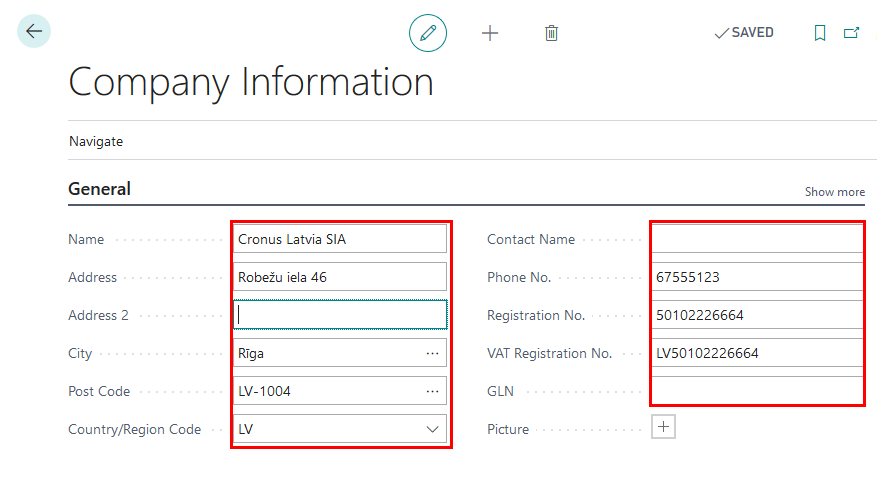 SAVED
Company Information
Navigate
General
Show more
Name Cronus Latvia SIA
Address Robežu iela 46
Address 2
City Rīga
Post Code LV-1004
Country/Region Code LV
Contact Name
Phone No. 67555123
Registration No. 50102226664
VAT Registration No. LV50102226664
GLN
Picture